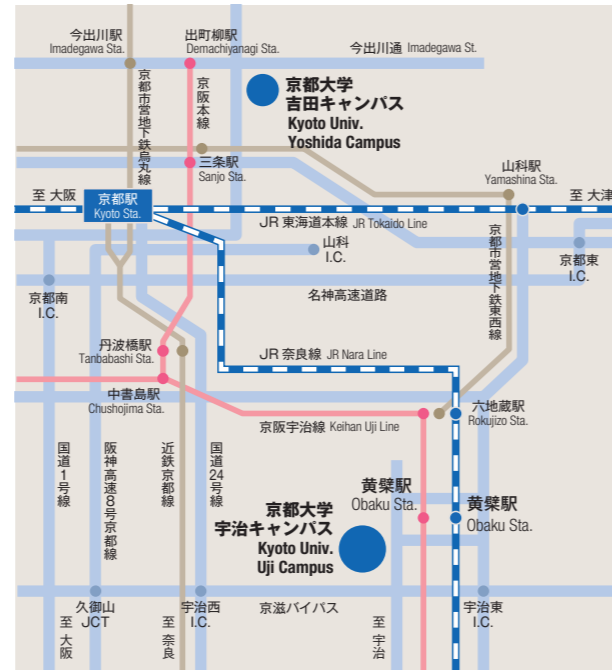 今出川駅
Imadegawa Sta.
出町柳駅
Demachiyanagi Sta.
今出川通 Imadegawa St.
京都市営地下鉄烏丸線
京阪本線
京都大学
吉田キャンパス
Kyoto Univ.
Yoshida Campus
三条駅
Sanjo Sta.
山科駅
Yamashina Sta.
至 大阪
京都駅
Kyoto Sta.
至 大津
JR 東海道本線 JR Tokaido Line
山科
I.C.
京都市営地下鉄東西線
京都東
I.C.
京都南
I.C.
名神高速道路
丹波橋駅
Tanbabashi Sta.
JR 奈良線 JR Nara Line
中書島駅
Chushojima Sta.
六地蔵駅
Rokujizo Sta.
京阪宇治線 Keihan Uji Line
国道1号線
阪神高速8号京都線
近鉄京都線
国道24号線
京都大学
宇治キャンパス
Kyoto Univ.
Uji Campus
黄檗駅
Obaku Sta.
黄檗駅
Obaku Sta.
久御山
JCT
宇治西
I.C.
京滋バイパス
宇治東
I.C.
至 大阪
至 奈良
至 宇治